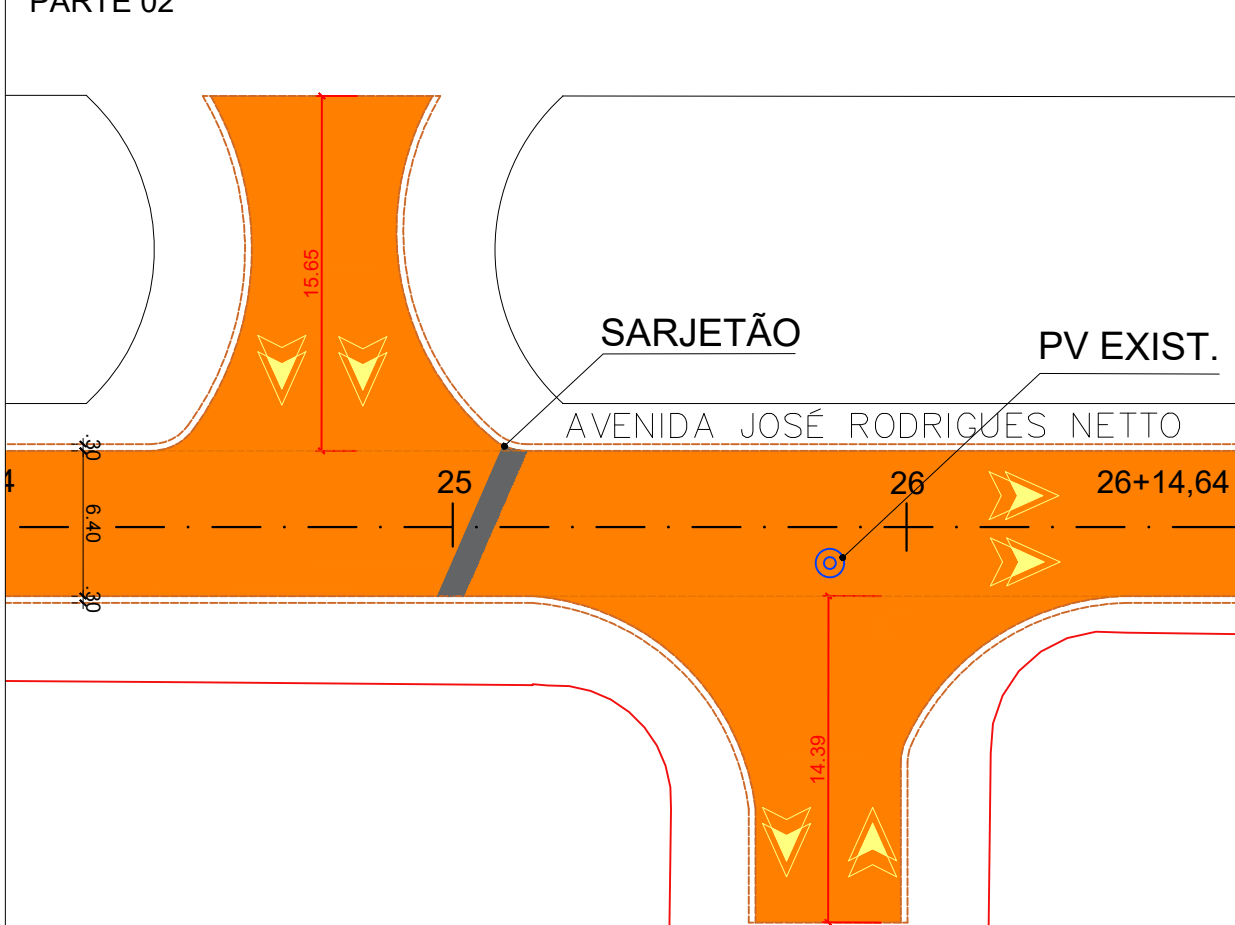 PARTE 02
15.65
SARJETÃO
PV EXIST.
AVENIDA JOSÉ RODRIGUES NETTO
.30
25
26
26+14,64
6.40
.30
14.39